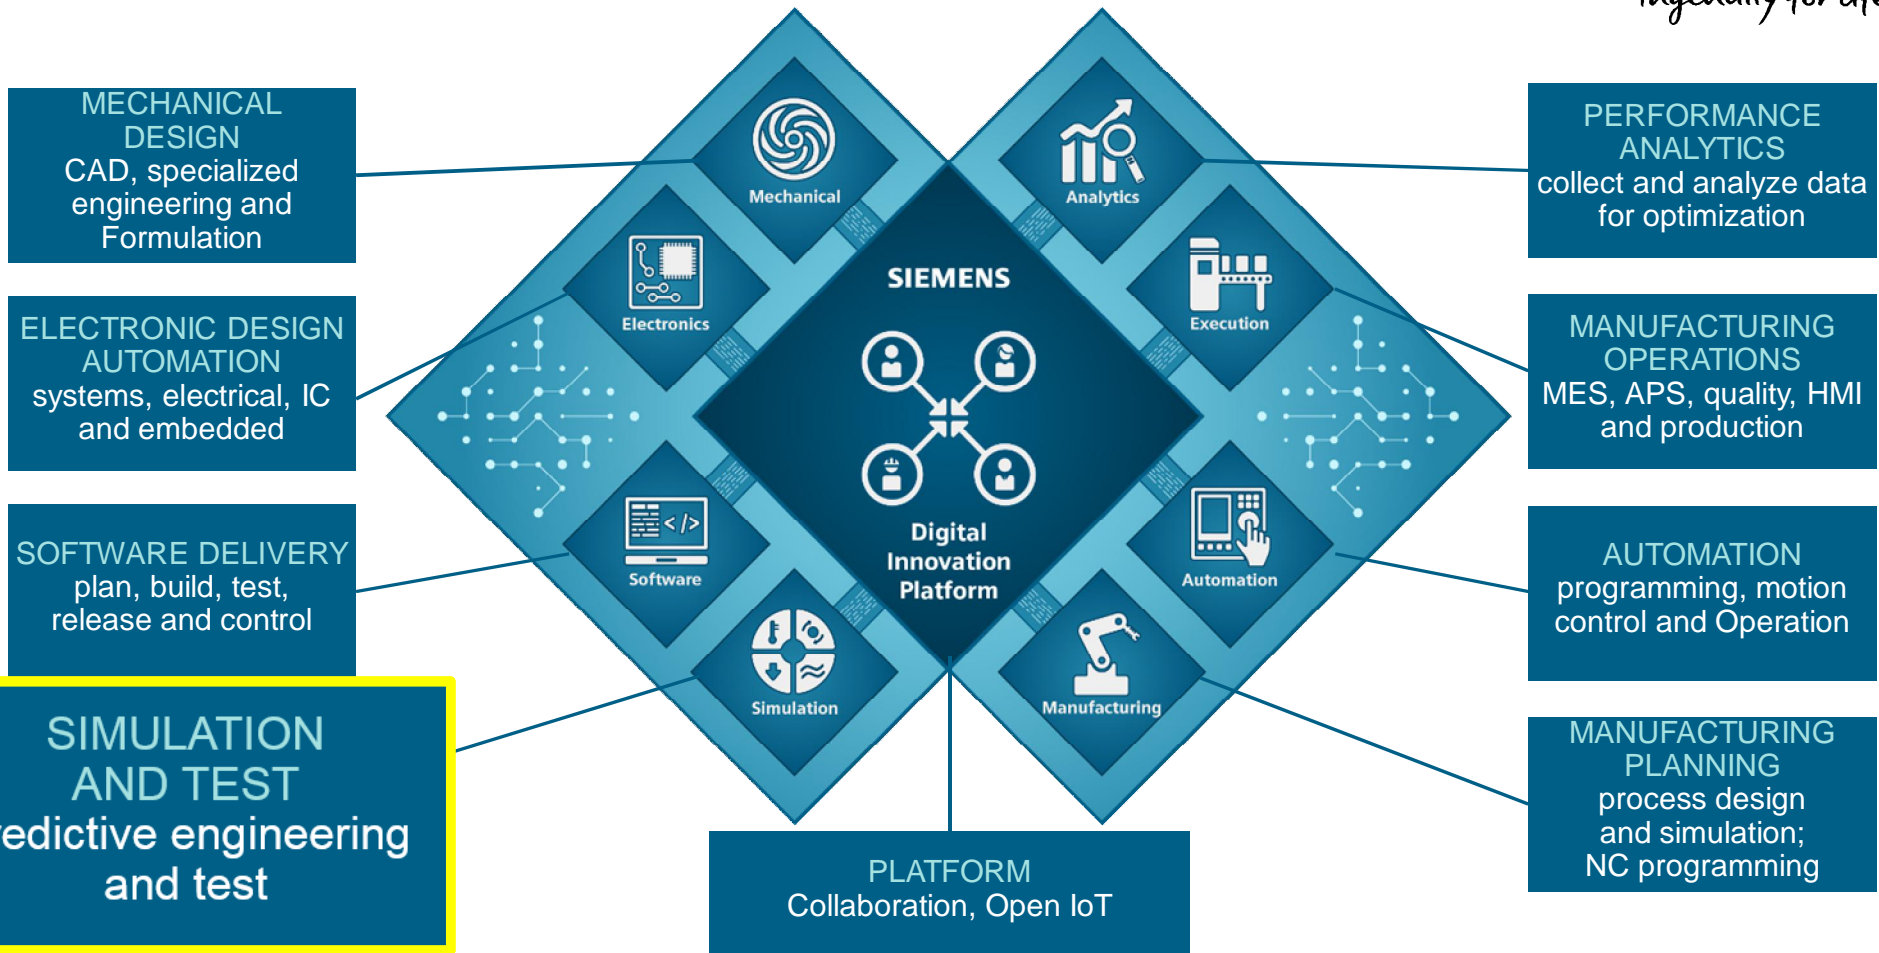 MECHANICAL
DESIGN
CAD, specialized
engineering and
Formulation
ELECTRONIC DESIGN
AUTOMATION
systems, electrical, IC
and embedded
SOFTWARE DELIVERY
plan, build, test,
release and control
SIMULATION
AND TEST
redictive engineering
and test
Mechanical
Electronics
Software
</>
Simulation
SIEMENS
Digital
Innovation
Platform
PLATFORM
Collaboration, Open IoT
Analytics
Execution
Automation
Manufacturing
PERFORMANCE
ANALYTICS
collect and analyze data
for optimization
MANUFACTURING
OPERATIONS
MES, APS, quality, HMI
and production
AUTOMATION
programming, motion
control and Operation
MANUFACTURING
PLANNING
process design
and simulation;
NC programming